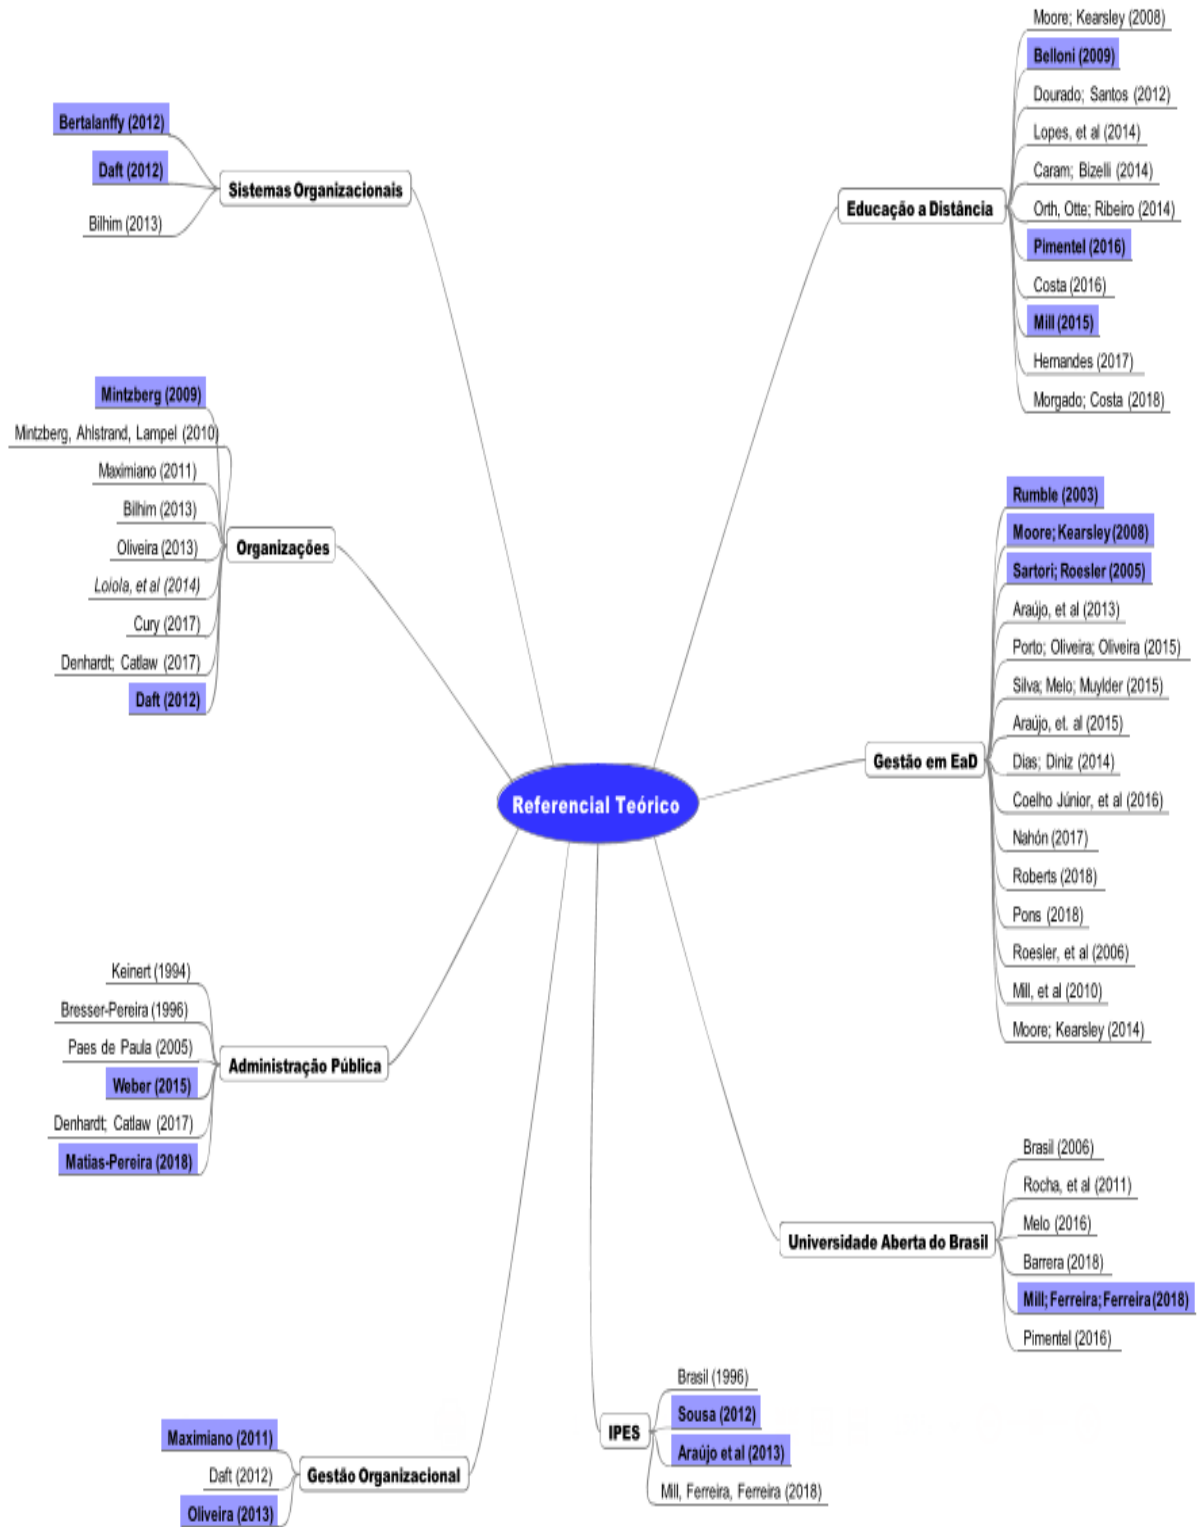 Referencial Teórico
Sistemas Organizacionais
Bertalanffy (2012)
Daft (2012)
Bilhim (2013)
Organizações
Mintzberg (2009)
Mintzberg, Ahlstrand, Lampel (2010)
Maximiano (2011)
Bilhim (2013)
Oliveira (2013)
Loiola, et al (2014)
Cury (2017)
Denhardt; Catlaw (2017)
Daft (2012)
Administração Pública
Keinert (1994)
Bresser-Pereira (1996)
Paes de Paula (2005)
Weber (2015)
Denhardt; Catlaw (2017)
Matias-Pereira (2018)
Gestão Organizacional
Maximiano (2011)
Daft (2012)
Oliveira (2013)
Educação a Distância
Moore; Kearsley (2008)
Belloni (2009)
Dourado; Santos (2012)
Lopes, et al (2014)
Caram; Bizelli (2014)
Orth, Otte; Ribeiro (2014)
Pimentel (2016)
Costa (2016)
Mill (2015)
Hernandes (2017)
Morgado; Costa (2018)
Gestão em EaD
Rumble (2003)
Moore; Kearsley (2008)
Sartori; Roesler (2005)
Araújo, et al (2013)
Porto; Oliveira; Oliveira (2015)
Silva; Melo; Muylder (2015)
Araújo, et. al (2015)
Dias; Diniz (2014)
Coelho Júnior, et al (2016)
Nahón (2017)
Roberts (2018)
Pons (2018)
Roesler, et al (2006)
Mill, et al (2010)
Moore; Kearsley (2014)
Universidade Aberta do Brasil
Brasil (2006)
Rocha, et al (2011)
Melo (2016)
Barrera (2018)
Mill; Ferreira; Ferreira (2018)
Pimentel (2016)
IPES
Brasil (1996)
Sousa (2012)
Araújo et al (2013)
Mill, Ferreira, Ferreira (2018)